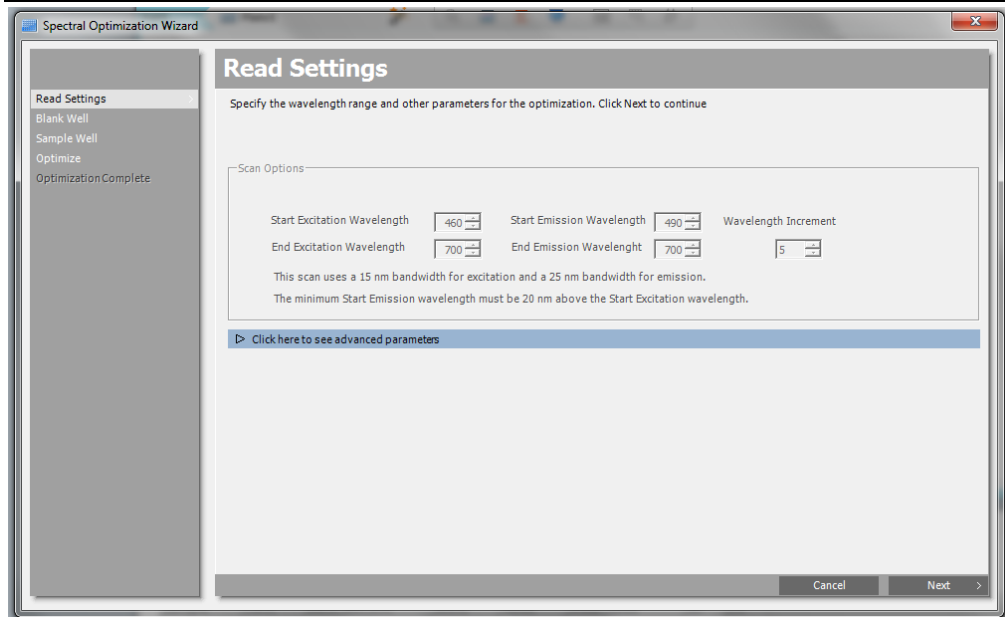 Spectral Optimization Wizard
Read Settings
Read Settings
Blank Well
Sample Well
Optimize
Optimization Complete
Specify the wavelength range and other parameters for the optimization. Click Next to continue
Scan Options
Start Excitation Wavelength 460 Start Emission Wavelength 490 Wavelength Increment
End Excitation Wavelength 700 End Emission Wavelenght 700 5
This scan uses a 15 nm bandwidth for excitation and a 25 nm bandwidth for emission.
The minimum Start Emission wavelength must be 20 nm above the Start Excitation wavelength.
Click here to see advanced parameters
Cancel Next >